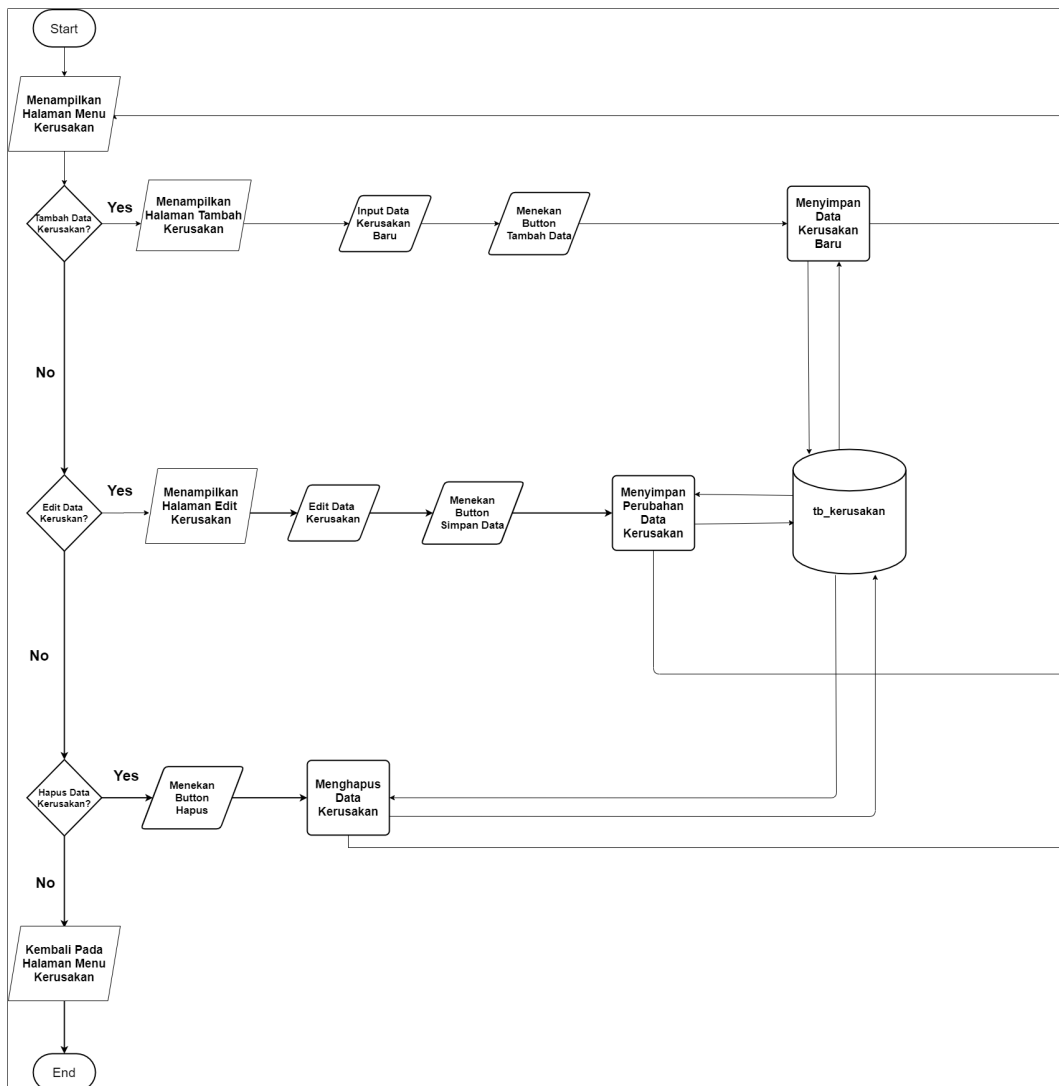 Start
Menampilkan
Halaman Menu
Kerusakan
Tambah Data
Kerusakan?
Yes
Menampilkan
Halaman Tambah
Kerusakan
Input Data
Kerusakan
Baru
Menekan
Button
Tambah Data
Menyimpan
Data
Kerusakan
Baru
No
Edit Data
Keruskan?
Yes
Menampilkan
Halaman Edit
Kerusakan
Edit Data
Kerusakan
Menekan
Button
Simpan Data
Menyimpan
Perubahan
Data
Kerusakan
tb_kerusakan
No
Hapus Data
Kerusakan?
Yes
Menekan
Button
Hapus
Menghapus
Data
Kerusakan
No
Kembali Pada
Halaman Menu
Kerusakan
End